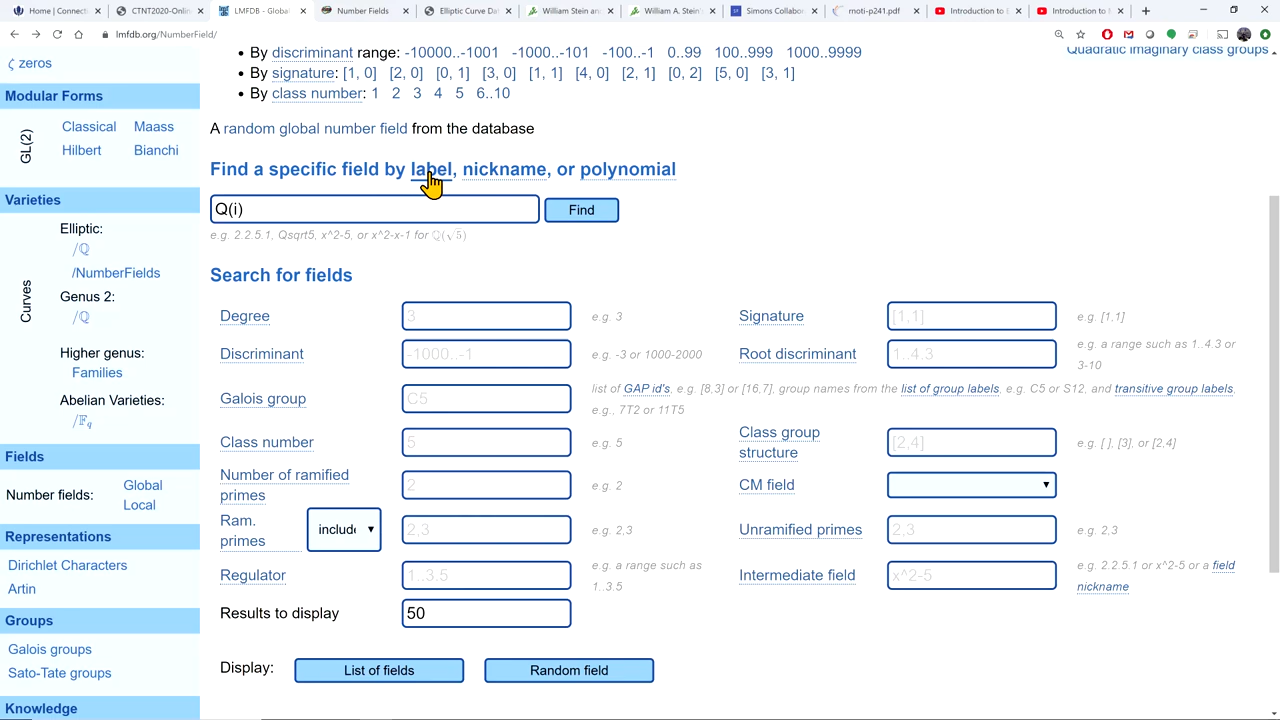 Home | Connect
CTNT2020-Online
LMFDB - Global
Number Fields
Elliptic Curve Dat
William Stein and
William A. Stein's
Simons Collabor
moti-p241.pdf
Introduction to E
Introduction to M
lmfdb.org/NumberField/
ζ zeros
Modular Forms
GL(2)
Classical Maass
Hilbert Bianchi
Varieties
Curves
Elliptic:
/ℚ
/NumberFields
Genus 2:
/ℚ
Higher genus:
Families
Abelian Varieties:
/𝔽q
Fields
Number fields: Global
Local
Representations
Dirichlet Characters
Artin
Groups
Galois groups
Sato-Tate groups
Knowledge
• By discriminant range: -10000..-1001 -1000..-101 -100..-1 0..99 100..999 1000..9999
Quadratic imaginary class groups
• By signature: [1, 0] [2, 0] [0, 1] [3, 0] [1, 1] [4, 0] [2, 1] [0, 2] [5, 0] [3, 1]
• By class number: 1 2 3 4 5 6..10
A random global number field from the database
Find a specific field by label, nickname, or polynomial
Q(i) Find
e.g. 2.2.5.1, Qsqrt5, x^2-5, or x^2-x-1 for ℚ(√5)
Search for fields
Degree 3 e.g. 3 Signature [1,1] e.g. [1,1]
Discriminant -1000..-1 e.g. -3 or 1000-2000 Root discriminant 1..4.3 e.g. a range such as 1..4.3 or
3-10
Galois group C5 list of GAP id's, e.g. [8,3] or [16,7], group names from the list of group labels, e.g. C5 or S12, and transitive group labels,
e.g., 7T2 or 11T5
Class number 5 e.g. 5 Class group
structure [2,4] e.g. [ ], [3], or [2,4]
Number of ramified
primes 2 e.g. 2 CM field
Ram.
primes include 2,3 e.g. 2,3 Unramified primes 2,3 e.g. 2,3
Regulator 1..3.5 e.g. a range such as
1..3.5
Intermediate field x^2-5 e.g. 2.2.5.1 or x^2-5 or a field
nickname
Results to display 50
Display: List of fields Random field